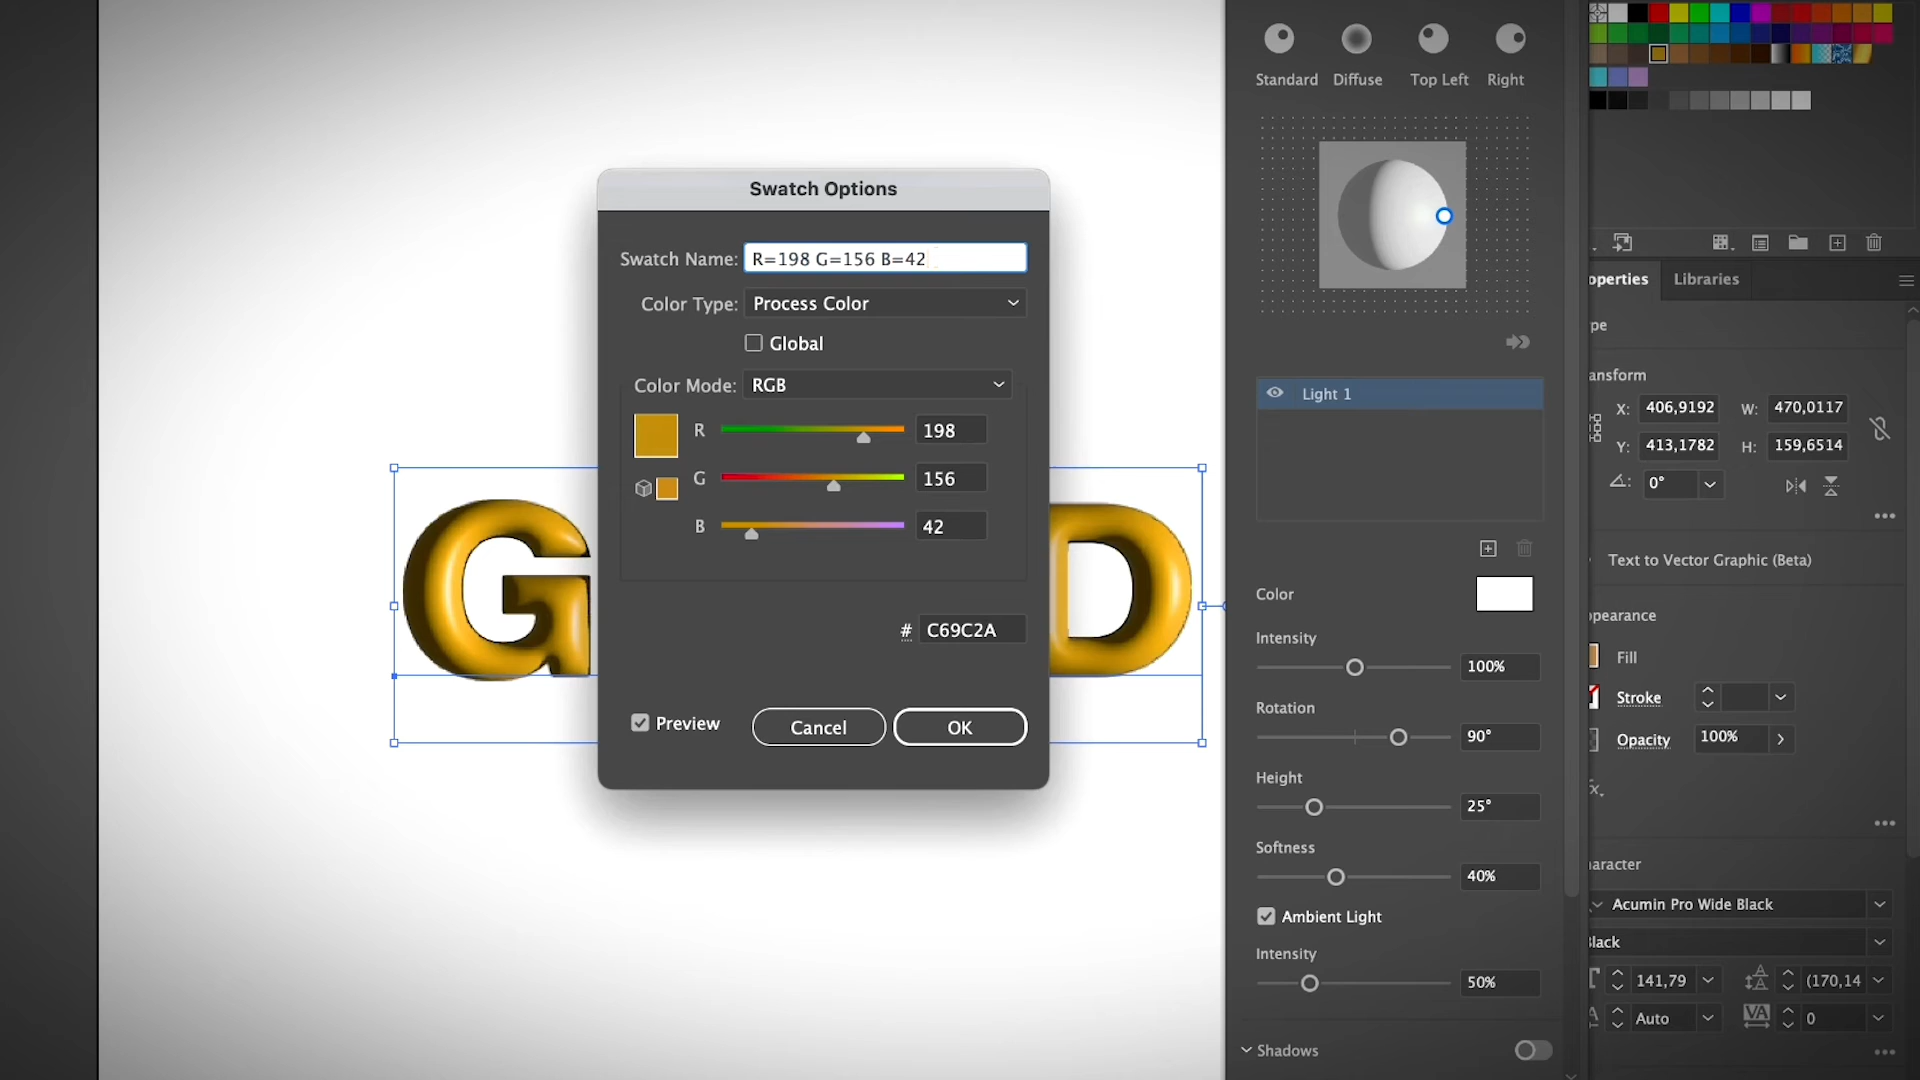 Standard Diffuse Top Left Right
Swatch Options
Swatch Name: R=198 G=156 B=42
Color Type: Process Color
Global
Color Mode: RGB
R 198
G 156
B 42
# C69C2A
Preview Cancel OK
G D
Light 1
Color
Intensity
100%
Rotation
90°
Height
25°
Softness
40%
Ambient Light
Intensity
50%
Shadows
operties Libraries
pe
ansform
X: 406,9192 W: 470,0117
Y: 413,1782 H: 159,6514
0°
Text to Vector Graphic (Beta)
ppearance
Fill
Stroke
Opacity 100%
haracter
Acumin Pro Wide Black
Black
141,79 (170,14
Auto VA 0